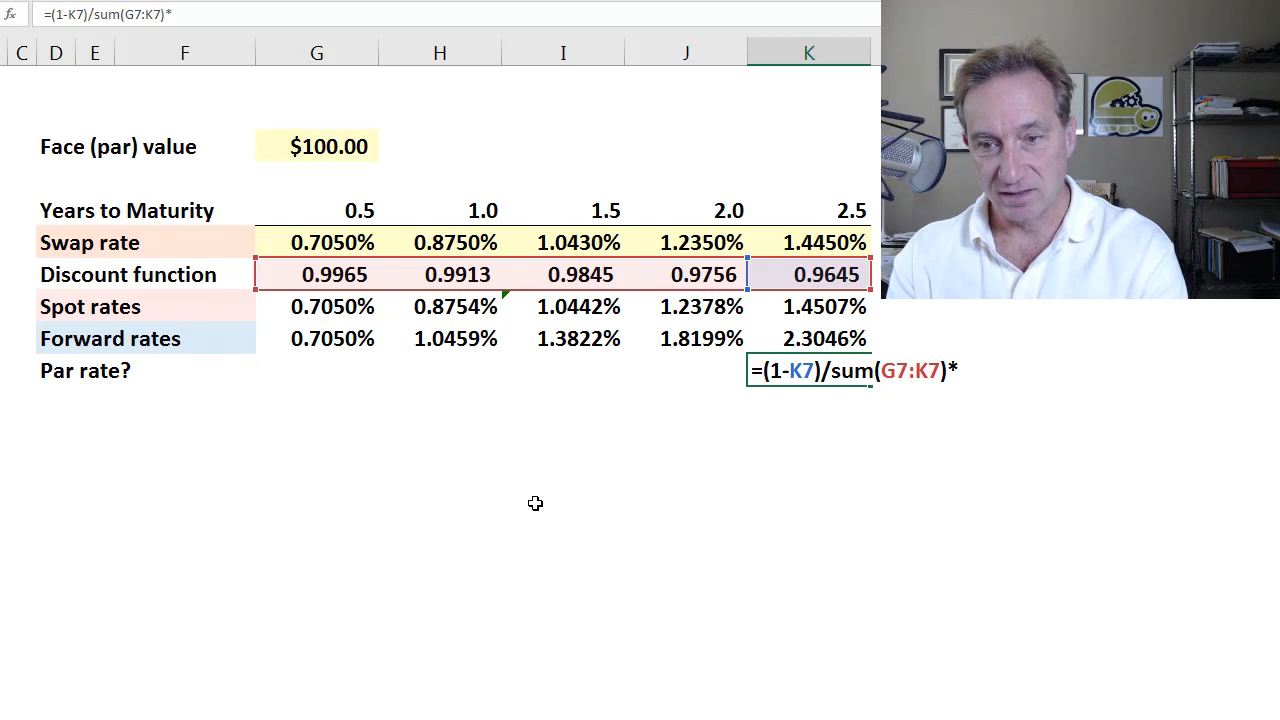 fx =(1-K7)/sum(G7:K7)*
C D E F G H I J K
Face (par) value $100.00
Years to Maturity 0.5 1.0 1.5 2.0 2.5
Swap rate 0.7050% 0.8750% 1.0430% 1.2350% 1.4450%
Discount function 0.9965 0.9913 0.9845 0.9756 0.9645
Spot rates 0.7050% 0.8754% 1.0442% 1.2378% 1.4507%
Forward rates 0.7050% 1.0459% 1.3822% 1.8199% 2.3046%
Par rate? =(1-K7)/sum(G7:K7)*